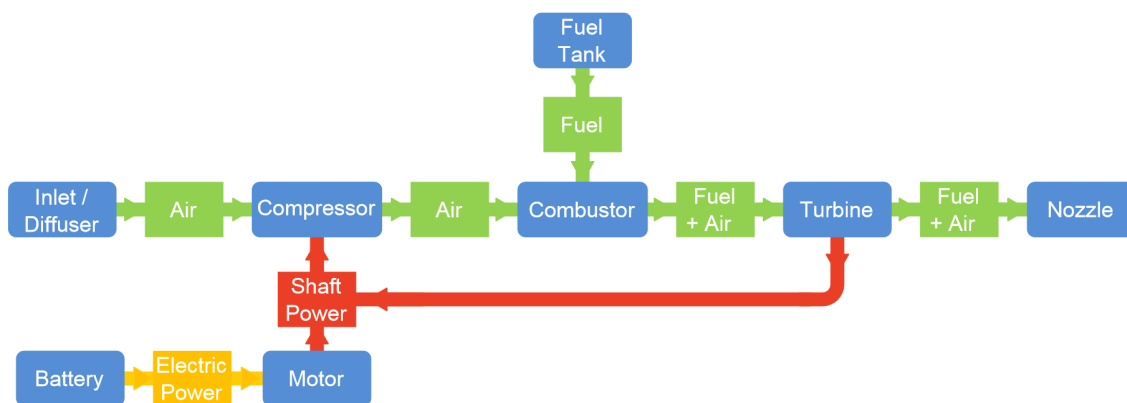 Fuel
Tank
Fuel
Inlet /
Diffuser
Air
Compressor
Air
Combustor
Fuel
+ Air
Turbine
Fuel
+ Air
Nozzle
Shaft
Power
Battery
Electric
Power
Motor